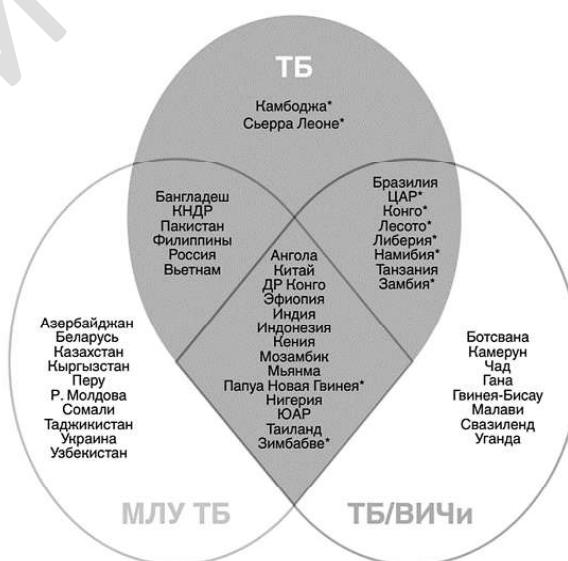 ТБ
Камбоджа*
Сьерра Леоне*
Бангладеш
КНДР
Пакистан
Филиппины
Россия
Вьетнам
Бразилия
ЦАР*
Конго*
Лесото*
Либерия*
Намибия*
Танзания
Замбия*
Ангола
Китай
ДР Конго
Эфиопия
Индия
Индонезия
Кения
Мозамбик
Мьянма
Папуа Новая Гвинея*
Нигерия
ЮАР
Таиланд
Зимбабве*
Азербайджан
Беларусь
Казахстан
Кыргызстан
Перу
Р. Молдова
Сомали
Таджикистан
Украина
Узбекистан
Ботсвана
Камерун
Чад
Гана
Гвинея-Бисау
Малави
Свазиленд
Уганда
МЛУ ТБ
ТБ/ВИЧи